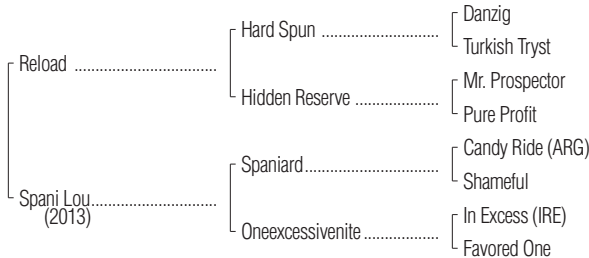 Danzig
Hard Spun ........................
Turkish Tryst
Reload .............................
Mr. Prospector
Hidden Reserve .................
Pure Profit
Candy Ride (ARG)
Spaniard...........................
Shameful
Spani Lou.........................
(2013)
In Excess (IRE)
Oneexcessivenite ...............
Favored One